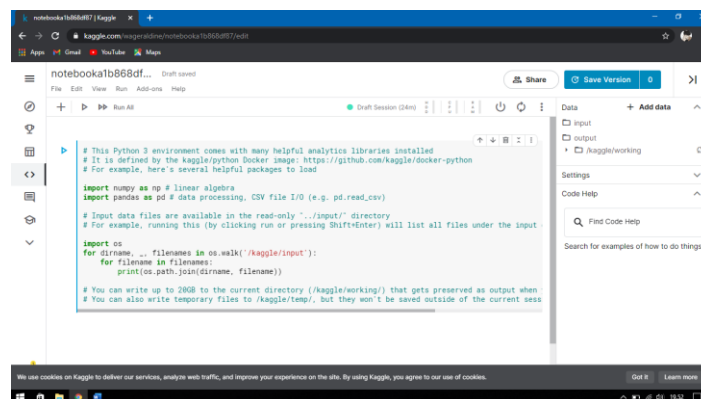 notebooka1b868df87 | Kaggle
kaggle.com/wageraldine/notebooka1b868df87/edit
Apps Gmail YouTube Maps
notebooka1b868df... Draft saved
File Edit View Run Add-ons Help
Share
Save Version 0
Run All
Draft Session (24m)
Data + Add data
input
output
/kaggle/working
Settings
Code Help
Find Code Help
Search for examples of how to do things
# This Python 3 environment comes with many helpful analytics libraries installed
# It is defined by the kaggle/python Docker image: https://github.com/kaggle/docker-python
# For example, here's several helpful packages to load
import numpy as np # linear algebra
import pandas as pd # data processing, CSV file I/O (e.g. pd.read_csv)
# Input data files are available in the read-only "../input/" directory
# For example, running this (by clicking run or pressing Shift+Enter) will list all files under the input
import os
for dirname, _, filenames in os.walk('/kaggle/input'):
for filename in filenames:
print(os.path.join(dirname, filename))
# You can write up to 20GB to the current directory (/kaggle/working/) that gets preserved as output when
# You can also write temporary files to /kaggle/temp/, but they won't be saved outside of the current sess
We use cookies on Kaggle to deliver our services, analyze web traffic, and improve your experience on the site. By using Kaggle, you agree to our use of cookies.
Got it Learn more
19.52